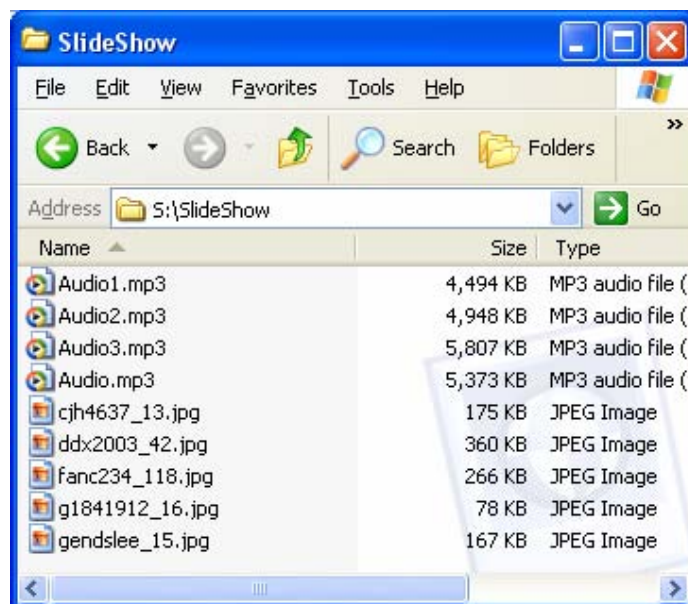 SlideShow
File Edit View Favorites Tools Help
Back Search Folders »
Address S:\SlideShow Go
Name Size Type
Audio1.mp3 4,494 KB MP3 audio file (
Audio2.mp3 4,948 KB MP3 audio file (
Audio3.mp3 5,807 KB MP3 audio file (
Audio.mp3 5,373 KB MP3 audio file (
cjh4637_13.jpg 175 KB JPEG Image
ddx2003_42.jpg 360 KB JPEG Image
fanc234_118.jpg 266 KB JPEG Image
g1841912_16.jpg 78 KB JPEG Image
gendslee_15.jpg 167 KB JPEG Image